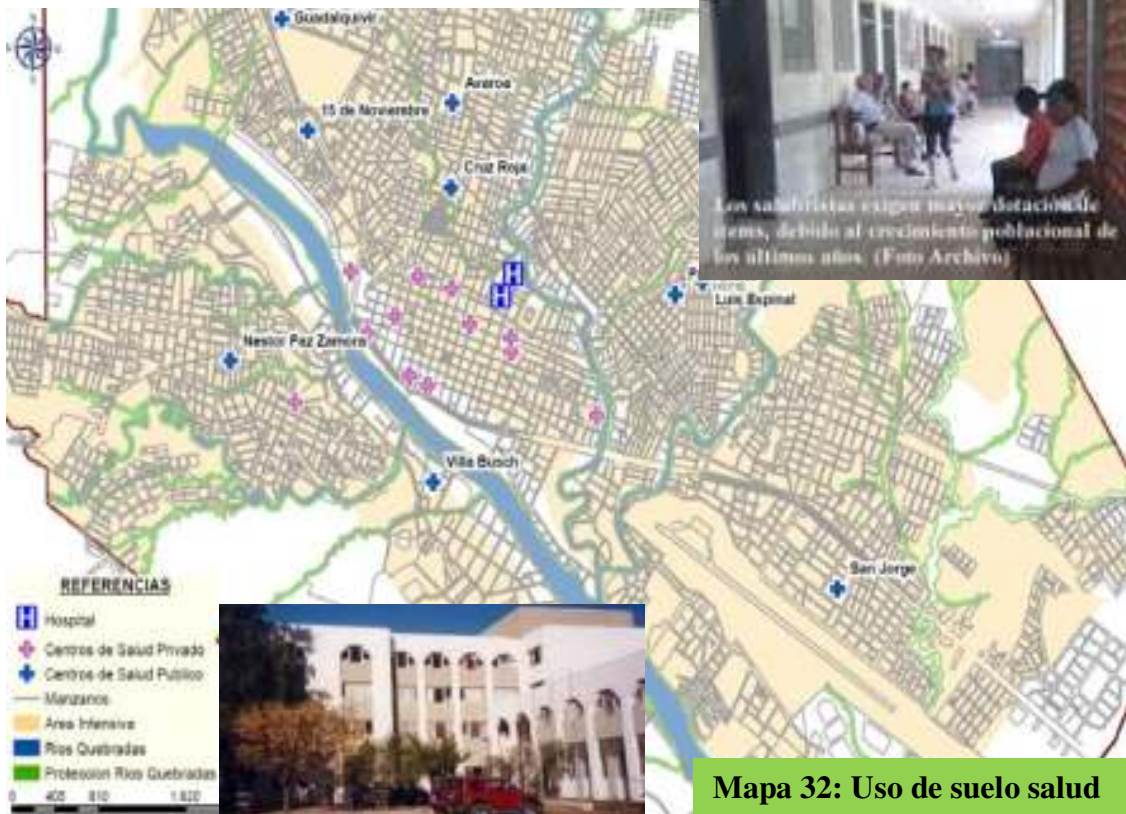 Guadalquivir
Avaroa
15 de Noviembre
Cruz Roja
Los salubristas exigen mayor dotación de
ítems, debido al crecimiento poblacional de
los últimos años. (Foto Archivo)
Luis Espinal
Nestor Paz Zamora
Villa Busch
San Jorge
REFERENCIAS
H Hospital
Centros de Salud Privado
Centros de Salud Publico
Manzanos
Area Intensiva
Rios Quebradas
Proteccion Rios Quebradas
0 405 810 1.620
Mapa 32: Uso de suelo salud